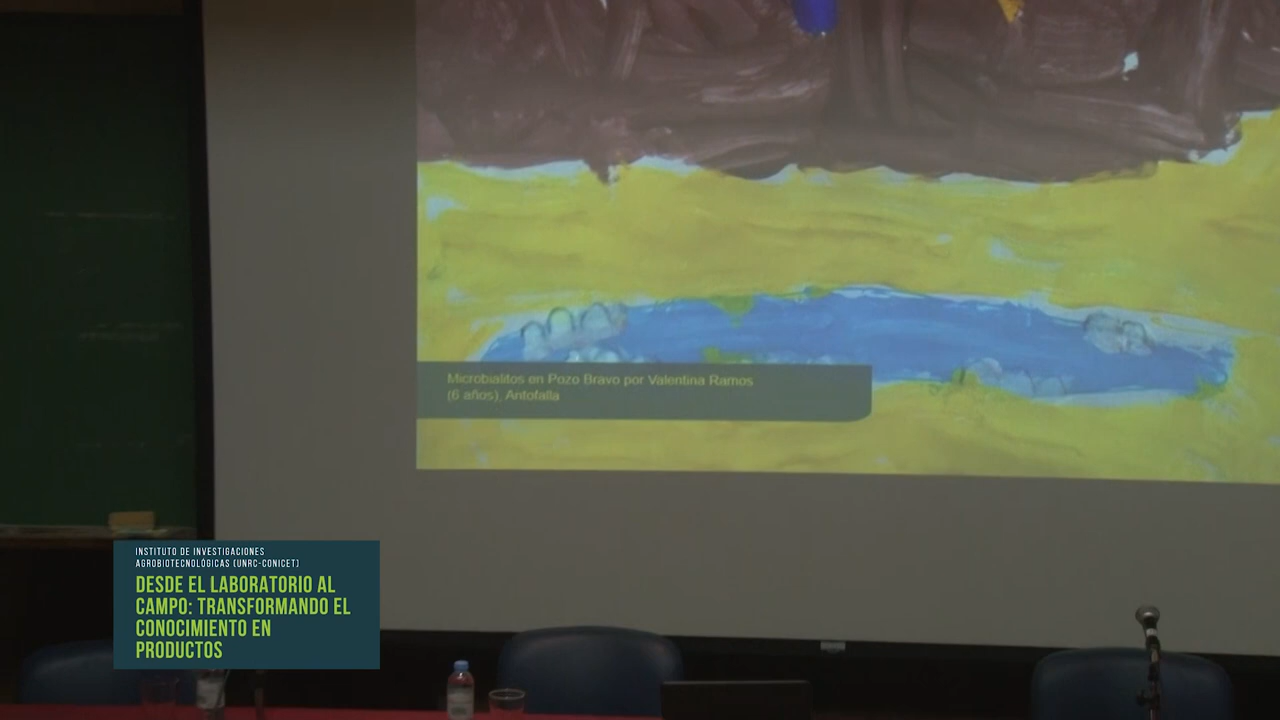 Microbialitos en Pozo Bravo por Valentina Ramos
(6 años), Antofalla
INSTITUTO DE INVESTIGACIONES
AGROBIOTECNOLÓGICAS (UNRC-CONICET)
DESDE EL LABORATORIO AL
CAMPO: TRANSFORMANDO EL
CONOCIMIENTO EN
PRODUCTOS